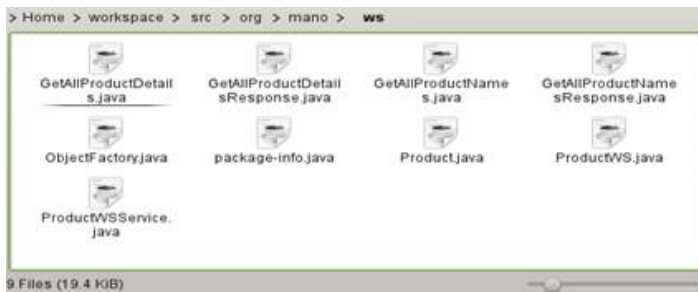 > Home > workspace > src > org > mano > ws
GetAllProductDetail
s.java
GetAllProductDetail
sResponse.java
GetAllProductName
s.java
GetAllProductName
sResponse.java
ObjectFactory.java
package-info.java
Product.java
ProductWS.java
ProductWSService.
java
9 Files (19.4 KiB)